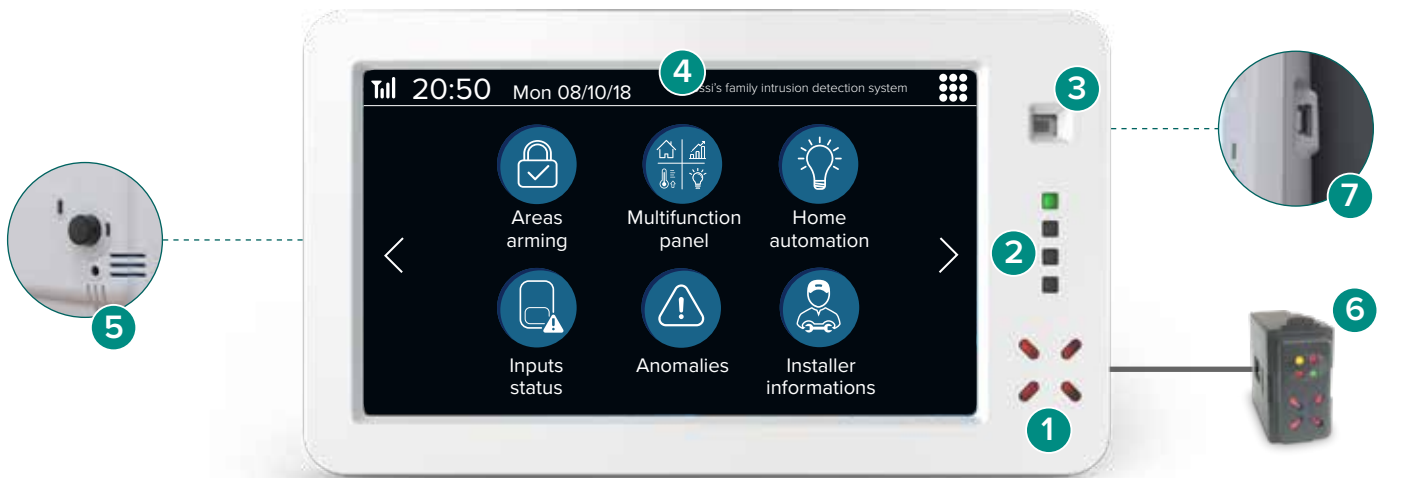 20:50 Mon 08/10/18 4 ssi's family intrusion detection system
3
7
Areas
arming
Multifunction
panel
Home
automation
2
5
6
Inputs
status
Anomalies
Installer
informations
1